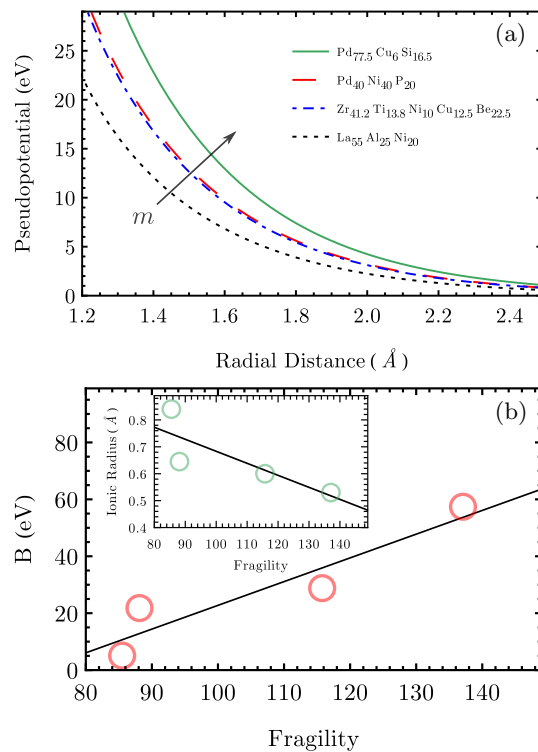 (a)
Pd77.5 Cu6 Si16.5
Pd40 Ni40 P20
Zr41.2 Ti13.8 Ni10 Cu12.5 Be22.5
La55 Al25 Ni20
m
Pseudopotential (eV)
0 5 10 15 20 25
1.2 1.4 1.6 1.8 2.0 2.2 2.4
Radial Distance (Å)
(b)
B (eV)
0 20 40 60 80
80 90 100 110 120 130 140
Fragility
Ionic Radius (Å)
0.4 0.5 0.6 0.7 0.8
80 90 100 110 120 130 140
Fragility